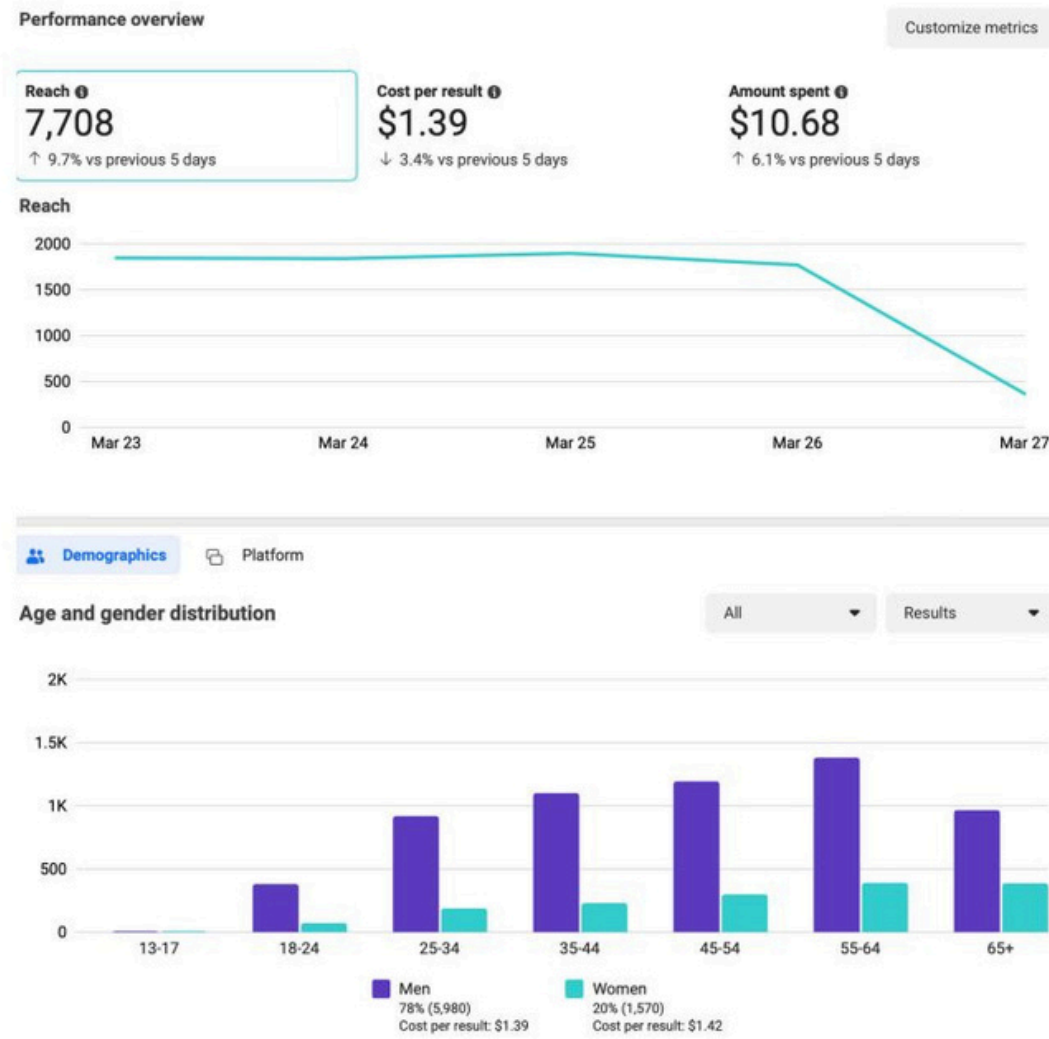 Performance overview
Customize metrics
Reach
7,708
↑ 9.7% vs previous 5 days
Cost per result
$1.39
↓ 3.4% vs previous 5 days
Amount spent
$10.68
↑ 6.1% vs previous 5 days
Reach
2000
1500
1000
500
0
Mar 23 Mar 24 Mar 25 Mar 26 Mar 27
Demographics Platform
Age and gender distribution
All Results
2K
1.5K
1K
500
0
13-17 18-24 25-34 35-44 45-54 55-64 65+
Men
78% (5,980)
Cost per result: $1.39
Women
20% (1,570)
Cost per result: $1.42